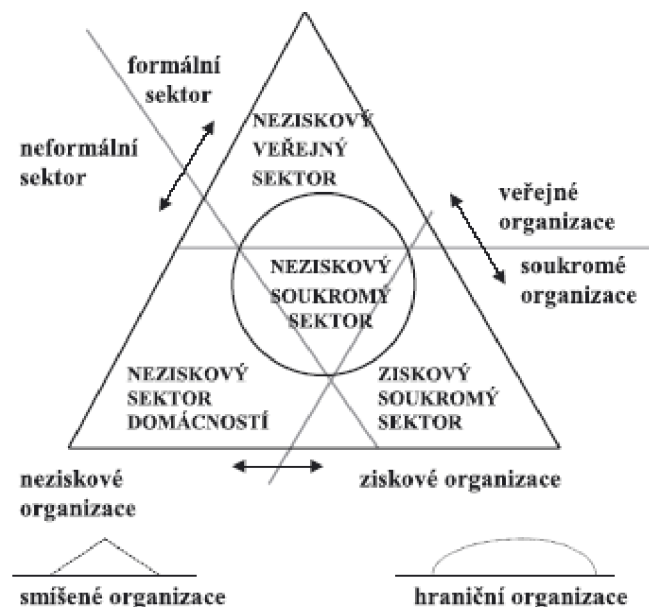 formální
sektor
neformální
sektor
NEZISKOVÝ
VEŘEJNÝ
SEKTOR
veřejné
organizace
soukromé
organizace
NEZISKOVÝ
SOUKROMÝ
SEKTOR
NEZISKOVÝ
SEKTOR
DOMÁCNOSTÍ
ZISKOVÝ
SOUKROMÝ
SEKTOR
neziskové
organizace
ziskové organizace
smíšené organizace
hraniční organizace